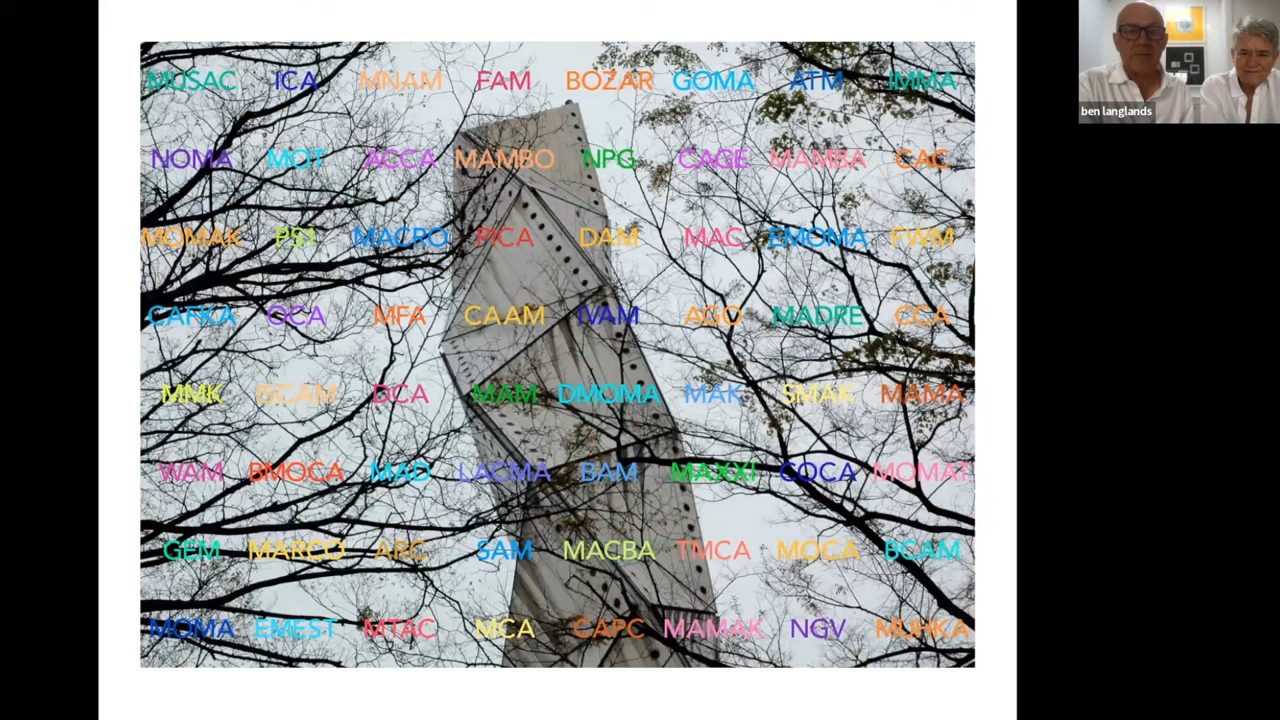 MUSAC ICA MNAM FAM BOZAR GOMA ATM IMMA
NOMA MOT ACCA MAMBO NPG CAGE MAMBA CAC
MOMAK PS1 MACRO PICA DAM MAC EMOMA FWM
CAFKA OCA MFA CAAM IVAM AGO MADRE CCA
MMK ISCAM DCA MAM DMOMA MAK SMAK MAMA
WAM BMOCA MAD LACMA BAM MAXXI COCA MOMAT
GEM MARCO ARC SAM MACBA TMCA MOCA BCAM
MOMA EMEST MTAC MCA CAPC MAMAK NGV MUHKA
ben langlands